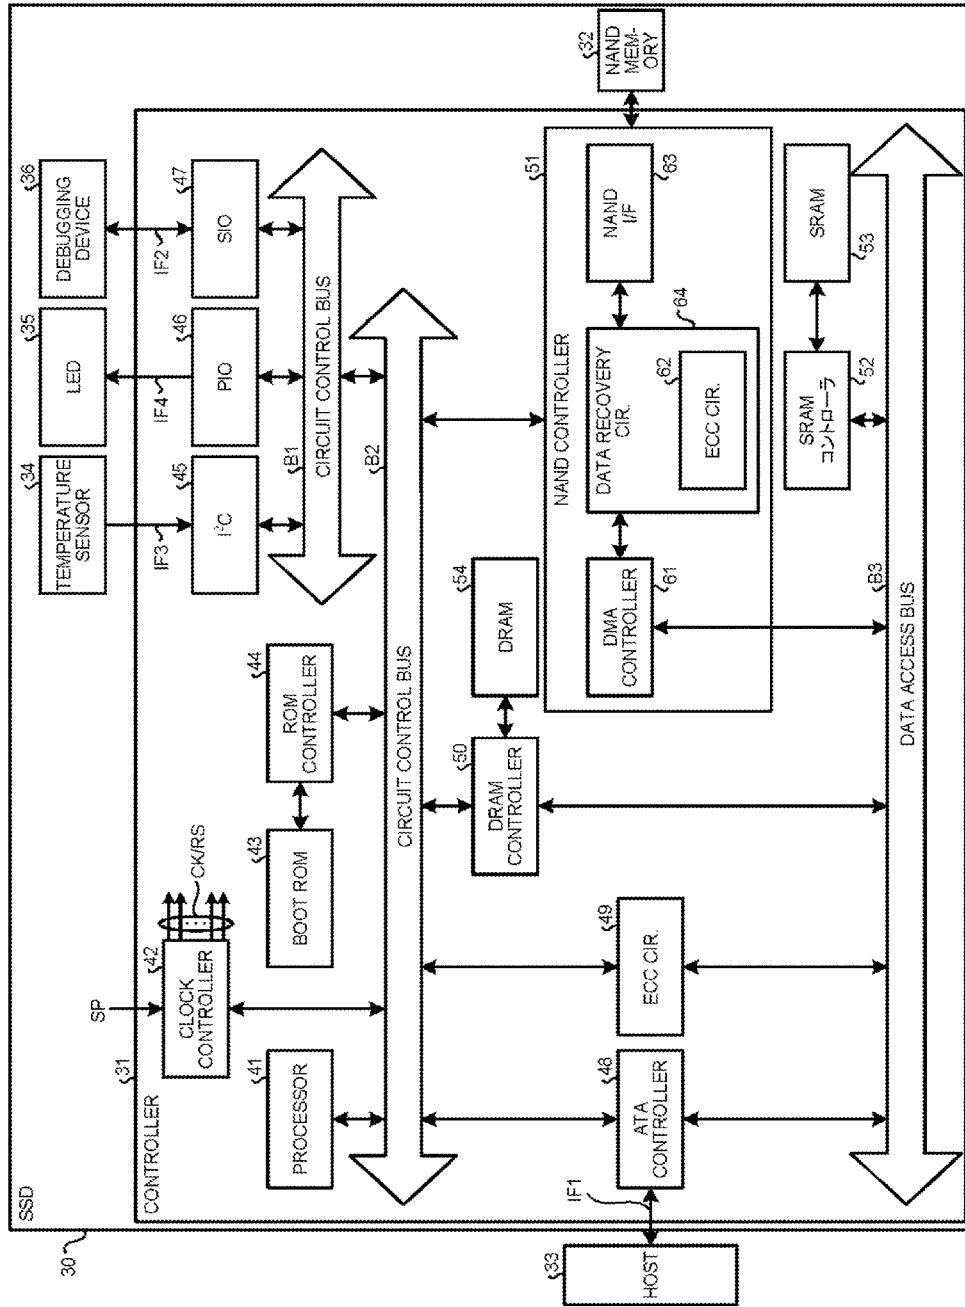 SSD
30
CONTROLLER
31
SP
CLOCK
CONTROLLER
42
CK/RS
TEMPERATURE
SENSOR
34
LED
35
DEBUGGING
DEVICE
36
IF3
IF4
IF2
I²C
45
PIO
46
SIO
47
B1
CIRCUIT CONTROL BUS
PROCESSOR
41
BOOT ROM
43
ROM
CONTROLLER
44
B2
CIRCUIT CONTROL BUS
DRAM
CONTROLLER
50
DRAM
54
HOST
33
IF1
ATA
CONTROLLER
48
ECC CIR.
49
NAND CONTROLLER
51
DMA
CONTROLLER
61
DATA RECOVERY
CIR.
64
ECC CIR.
62
NAND
I/F
63
NAND
MEM-
ORY
32
SRAM
コントローラ
52
SRAM
53
B3
DATA ACCESS BUS